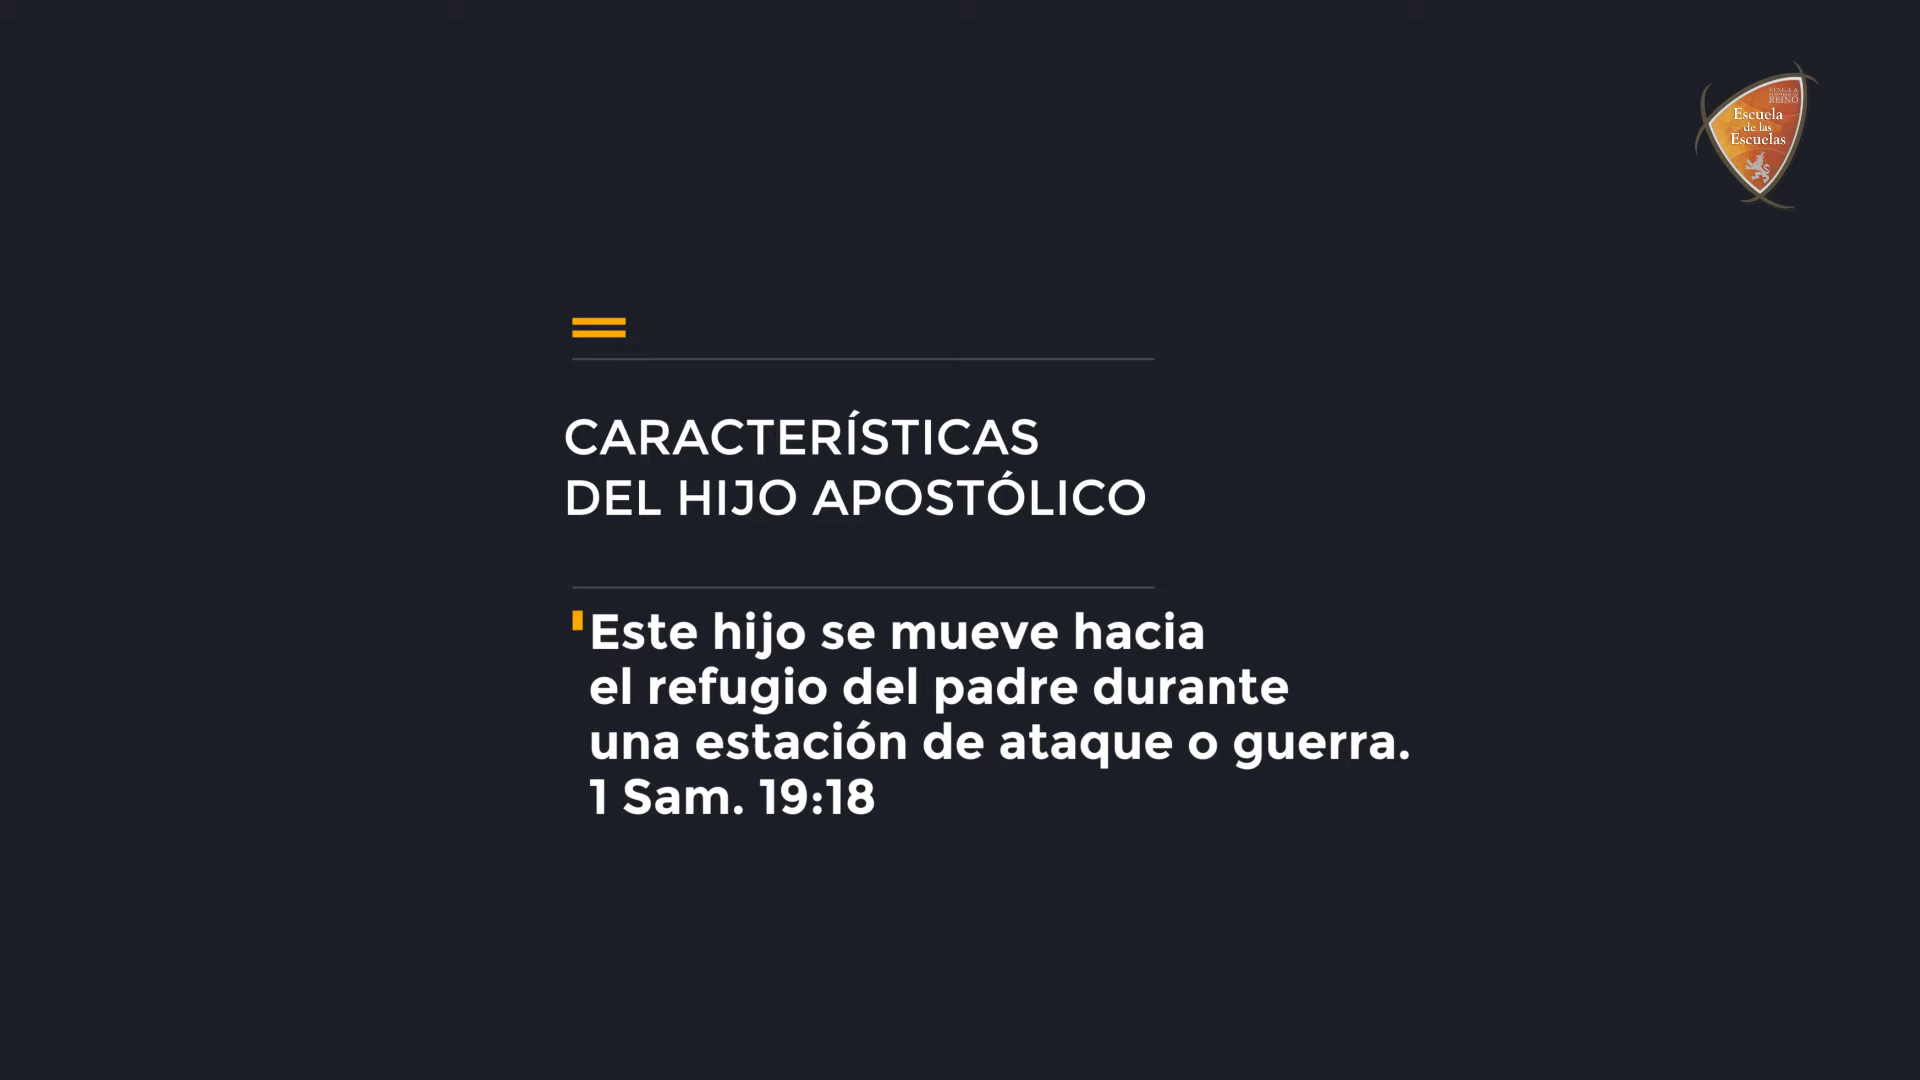 Escuela
de las
Escuelas
CARACTERÍSTICAS
DEL HIJO APOSTÓLICO
Este hijo se mueve hacia
el refugio del padre durante
una estación de ataque o guerra.
1 Sam. 19:18